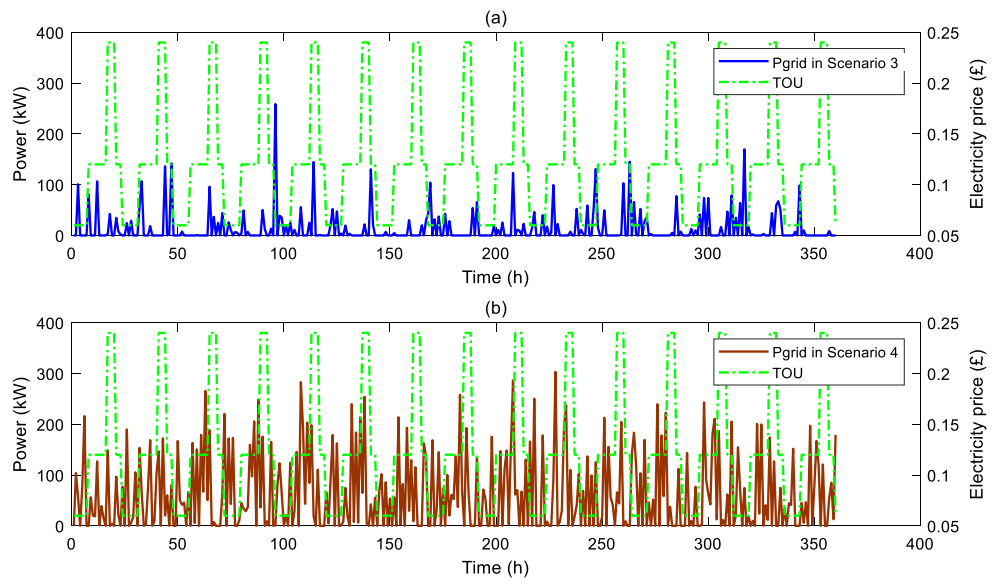 (a)
400
300
200
100
0
Power (kW)
0.25
0.2
0.15
0.1
0.05
Electricity price (£)
Pgrid in Scenario 3
TOU
0 50 100 150 200 250 300 350 400
Time (h)
(b)
400
300
200
100
0
Power (kW)
0.25
0.2
0.15
0.1
0.05
Electricity price (£)
Pgrid in Scenario 4
TOU
0 50 100 150 200 250 300 350 400
Time (h)